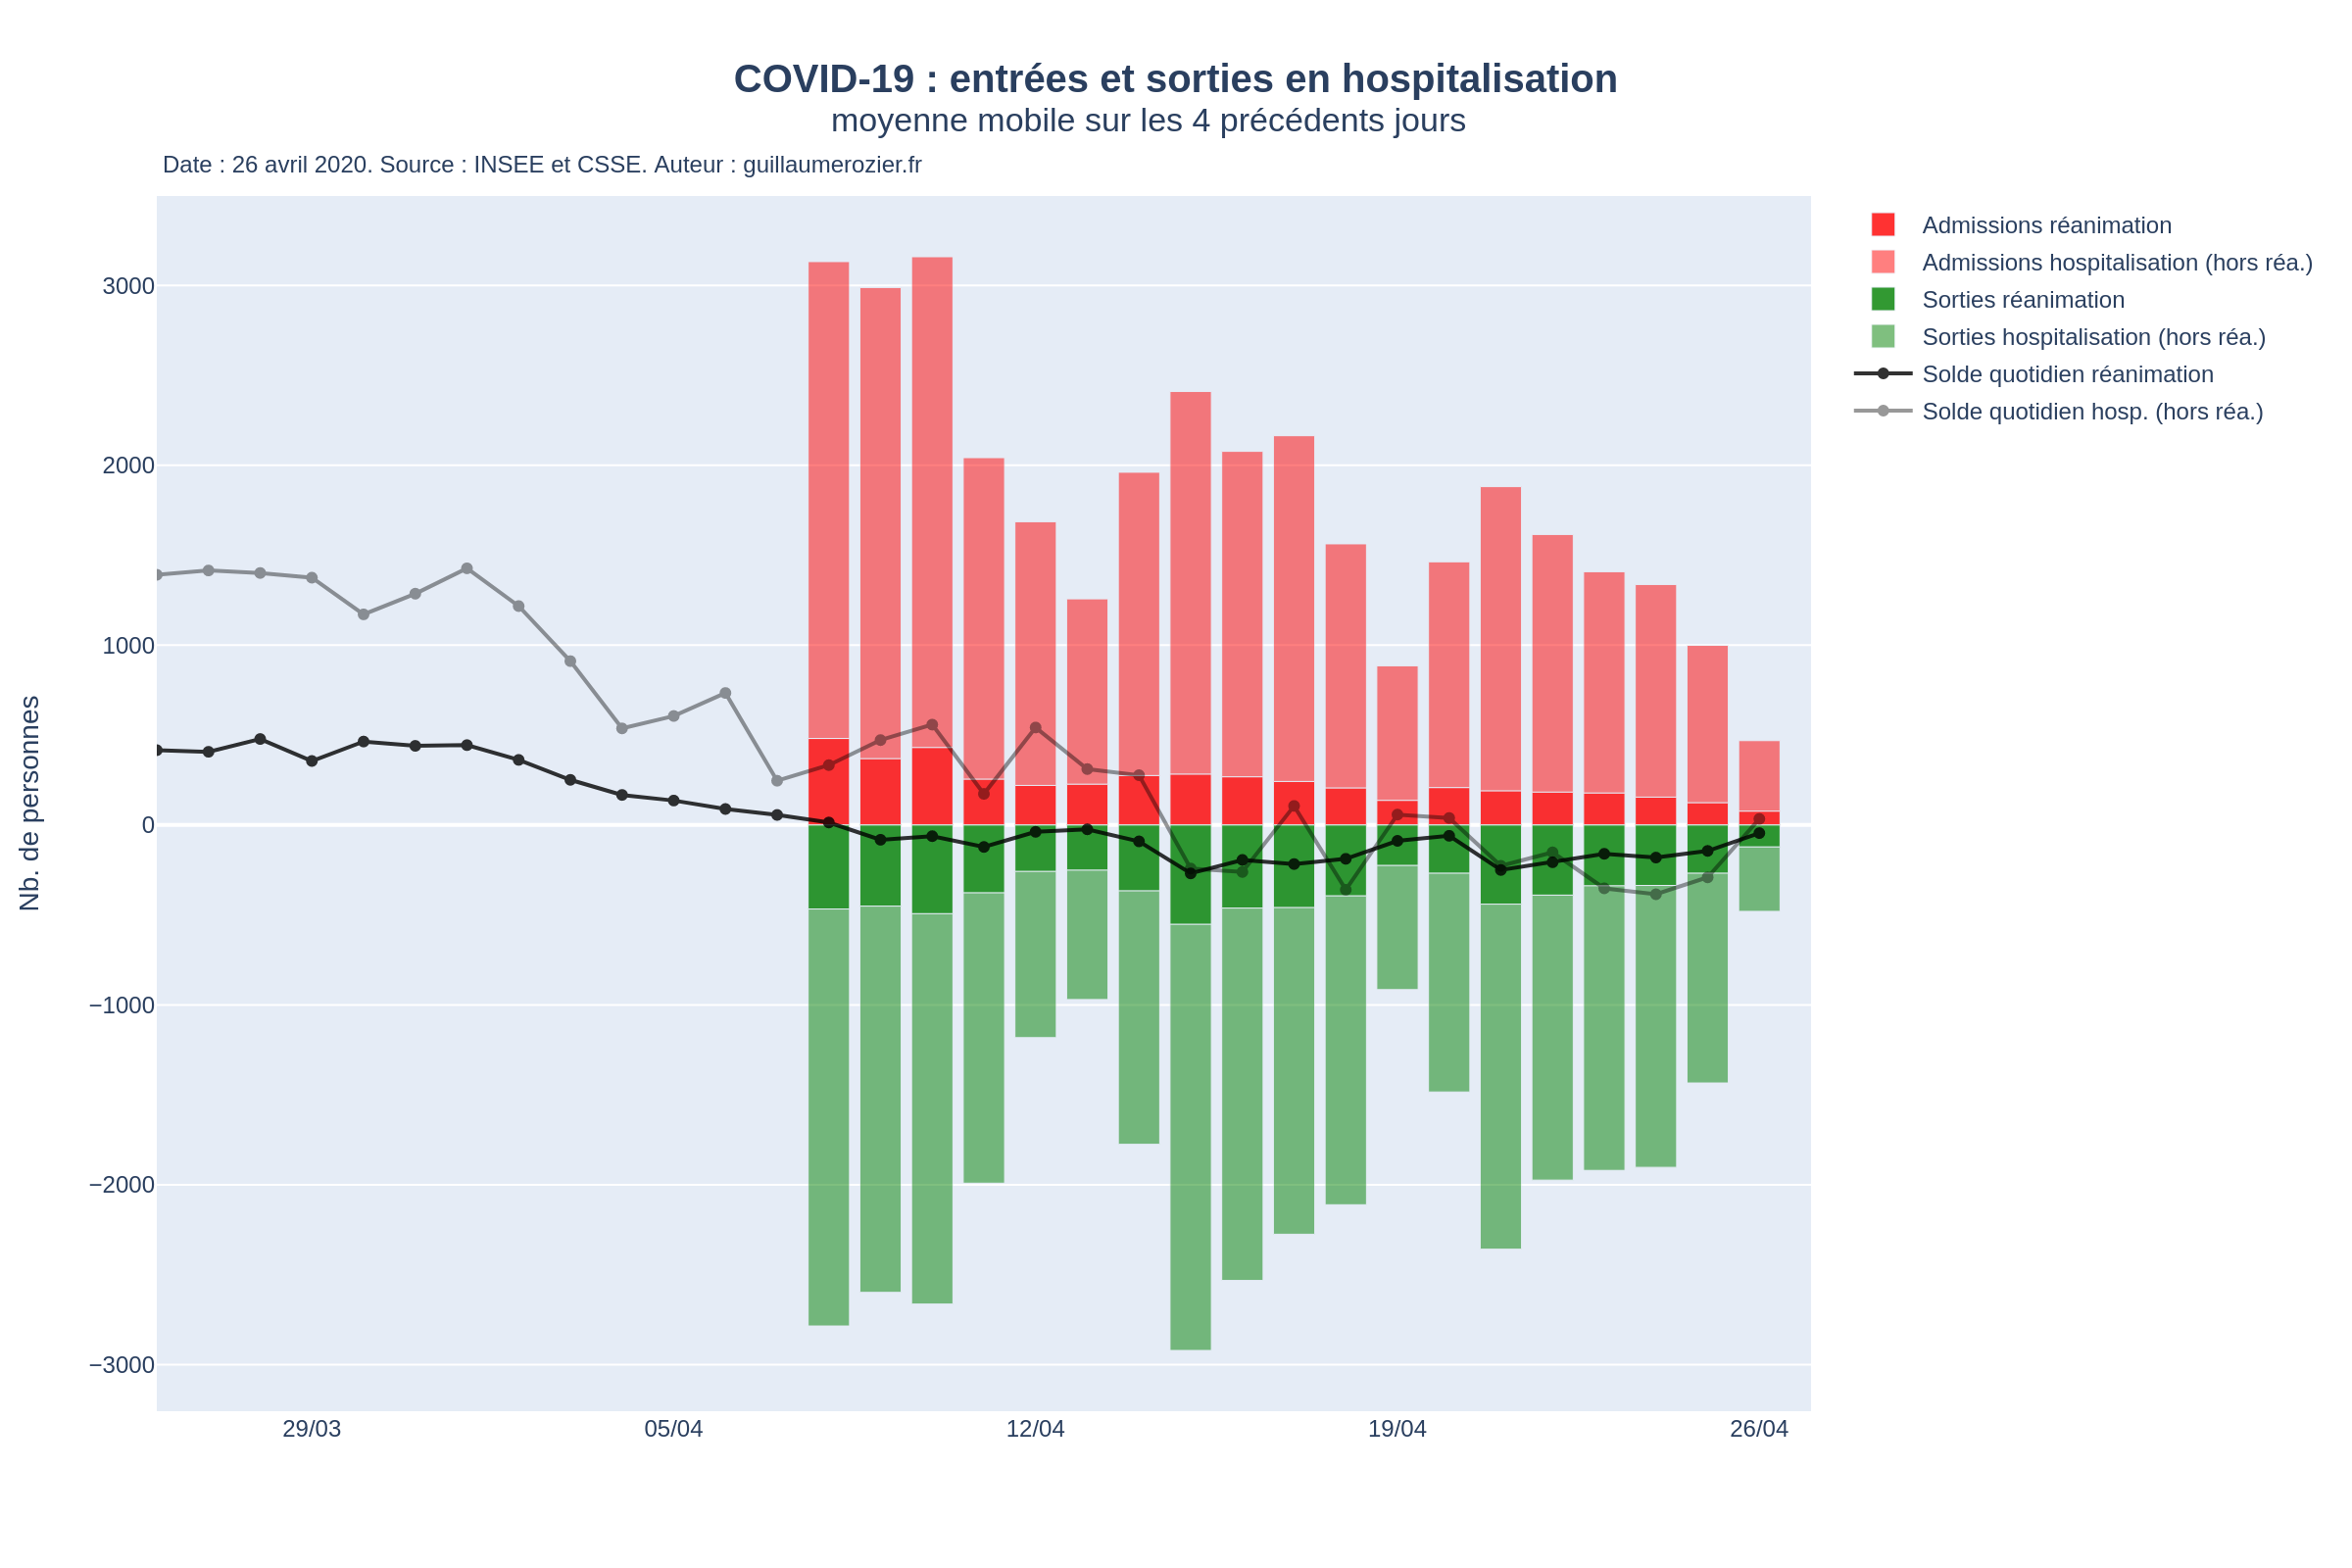 COVID-19 : entrées et sorties en hospitalisation
moyenne mobile sur les 4 précédents jours
Date : 26 avril 2020. Source : INSEE et CSSE. Auteur : guillaumerozier.fr
Admissions réanimation
Admissions hospitalisation (hors réa.)
Sorties réanimation
Sorties hospitalisation (hors réa.)
Solde quotidien réanimation
Solde quotidien hosp. (hors réa.)
Nb. de personnes
3000
2000
1000
0
−1000
−2000
−3000
29/03
05/04
12/04
19/04
26/04